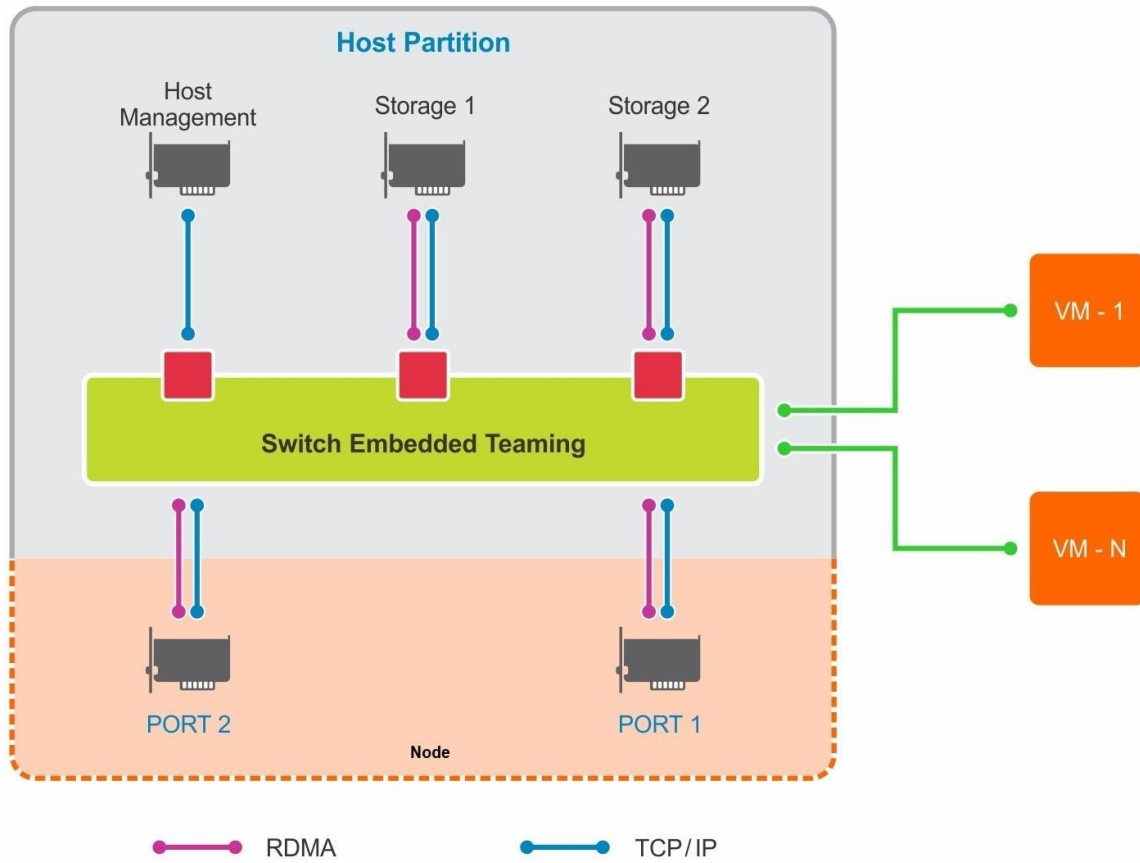 Host Partition
Host
Management
Storage 1
Storage 2
VM - 1
Switch Embedded Teaming
VM - N
PORT 2
PORT 1
Node
RDMA
TCP/IP